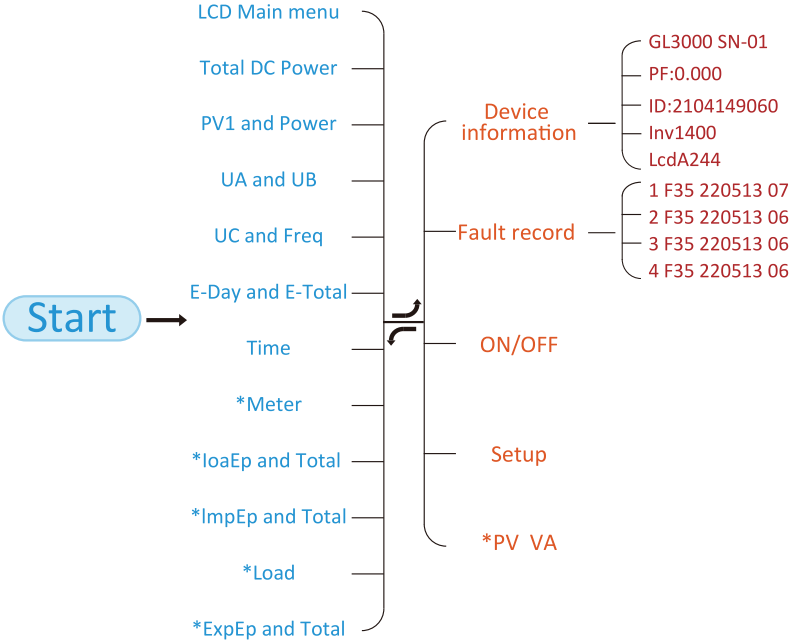 Start
LCD Main menu
Total DC Power
PV1 and Power
UA and UB
UC and Freq
E-Day and E-Total
Time
*Meter
*IoaEp and Total
*ImpEp and Total
*Load
*ExpEp and Total
Device
information
Fault record
ON/OFF
Setup
*PV VA
GL3000 SN-01
PF:0.000
ID:2104149060
Inv1400
LcdA244
1 F35 220513 07
2 F35 220513 06
3 F35 220513 06
4 F35 220513 06